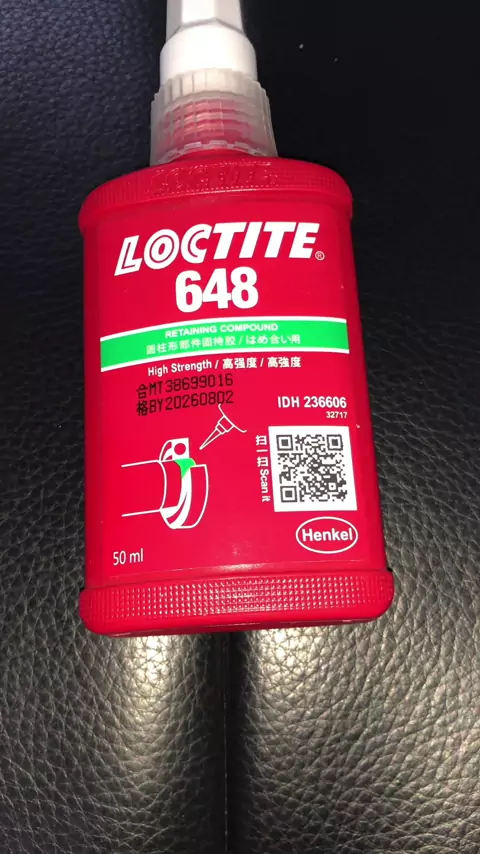 LOCTITE®
648
RETAINING COMPOUND
圆柱形部件固持胶 / はめ合い用
High Strength / 高强度 / 高強度
合MT38699016
格BY20260802
IDH 236606
32717
扫一扫 Scan it
Henkel
50 ml